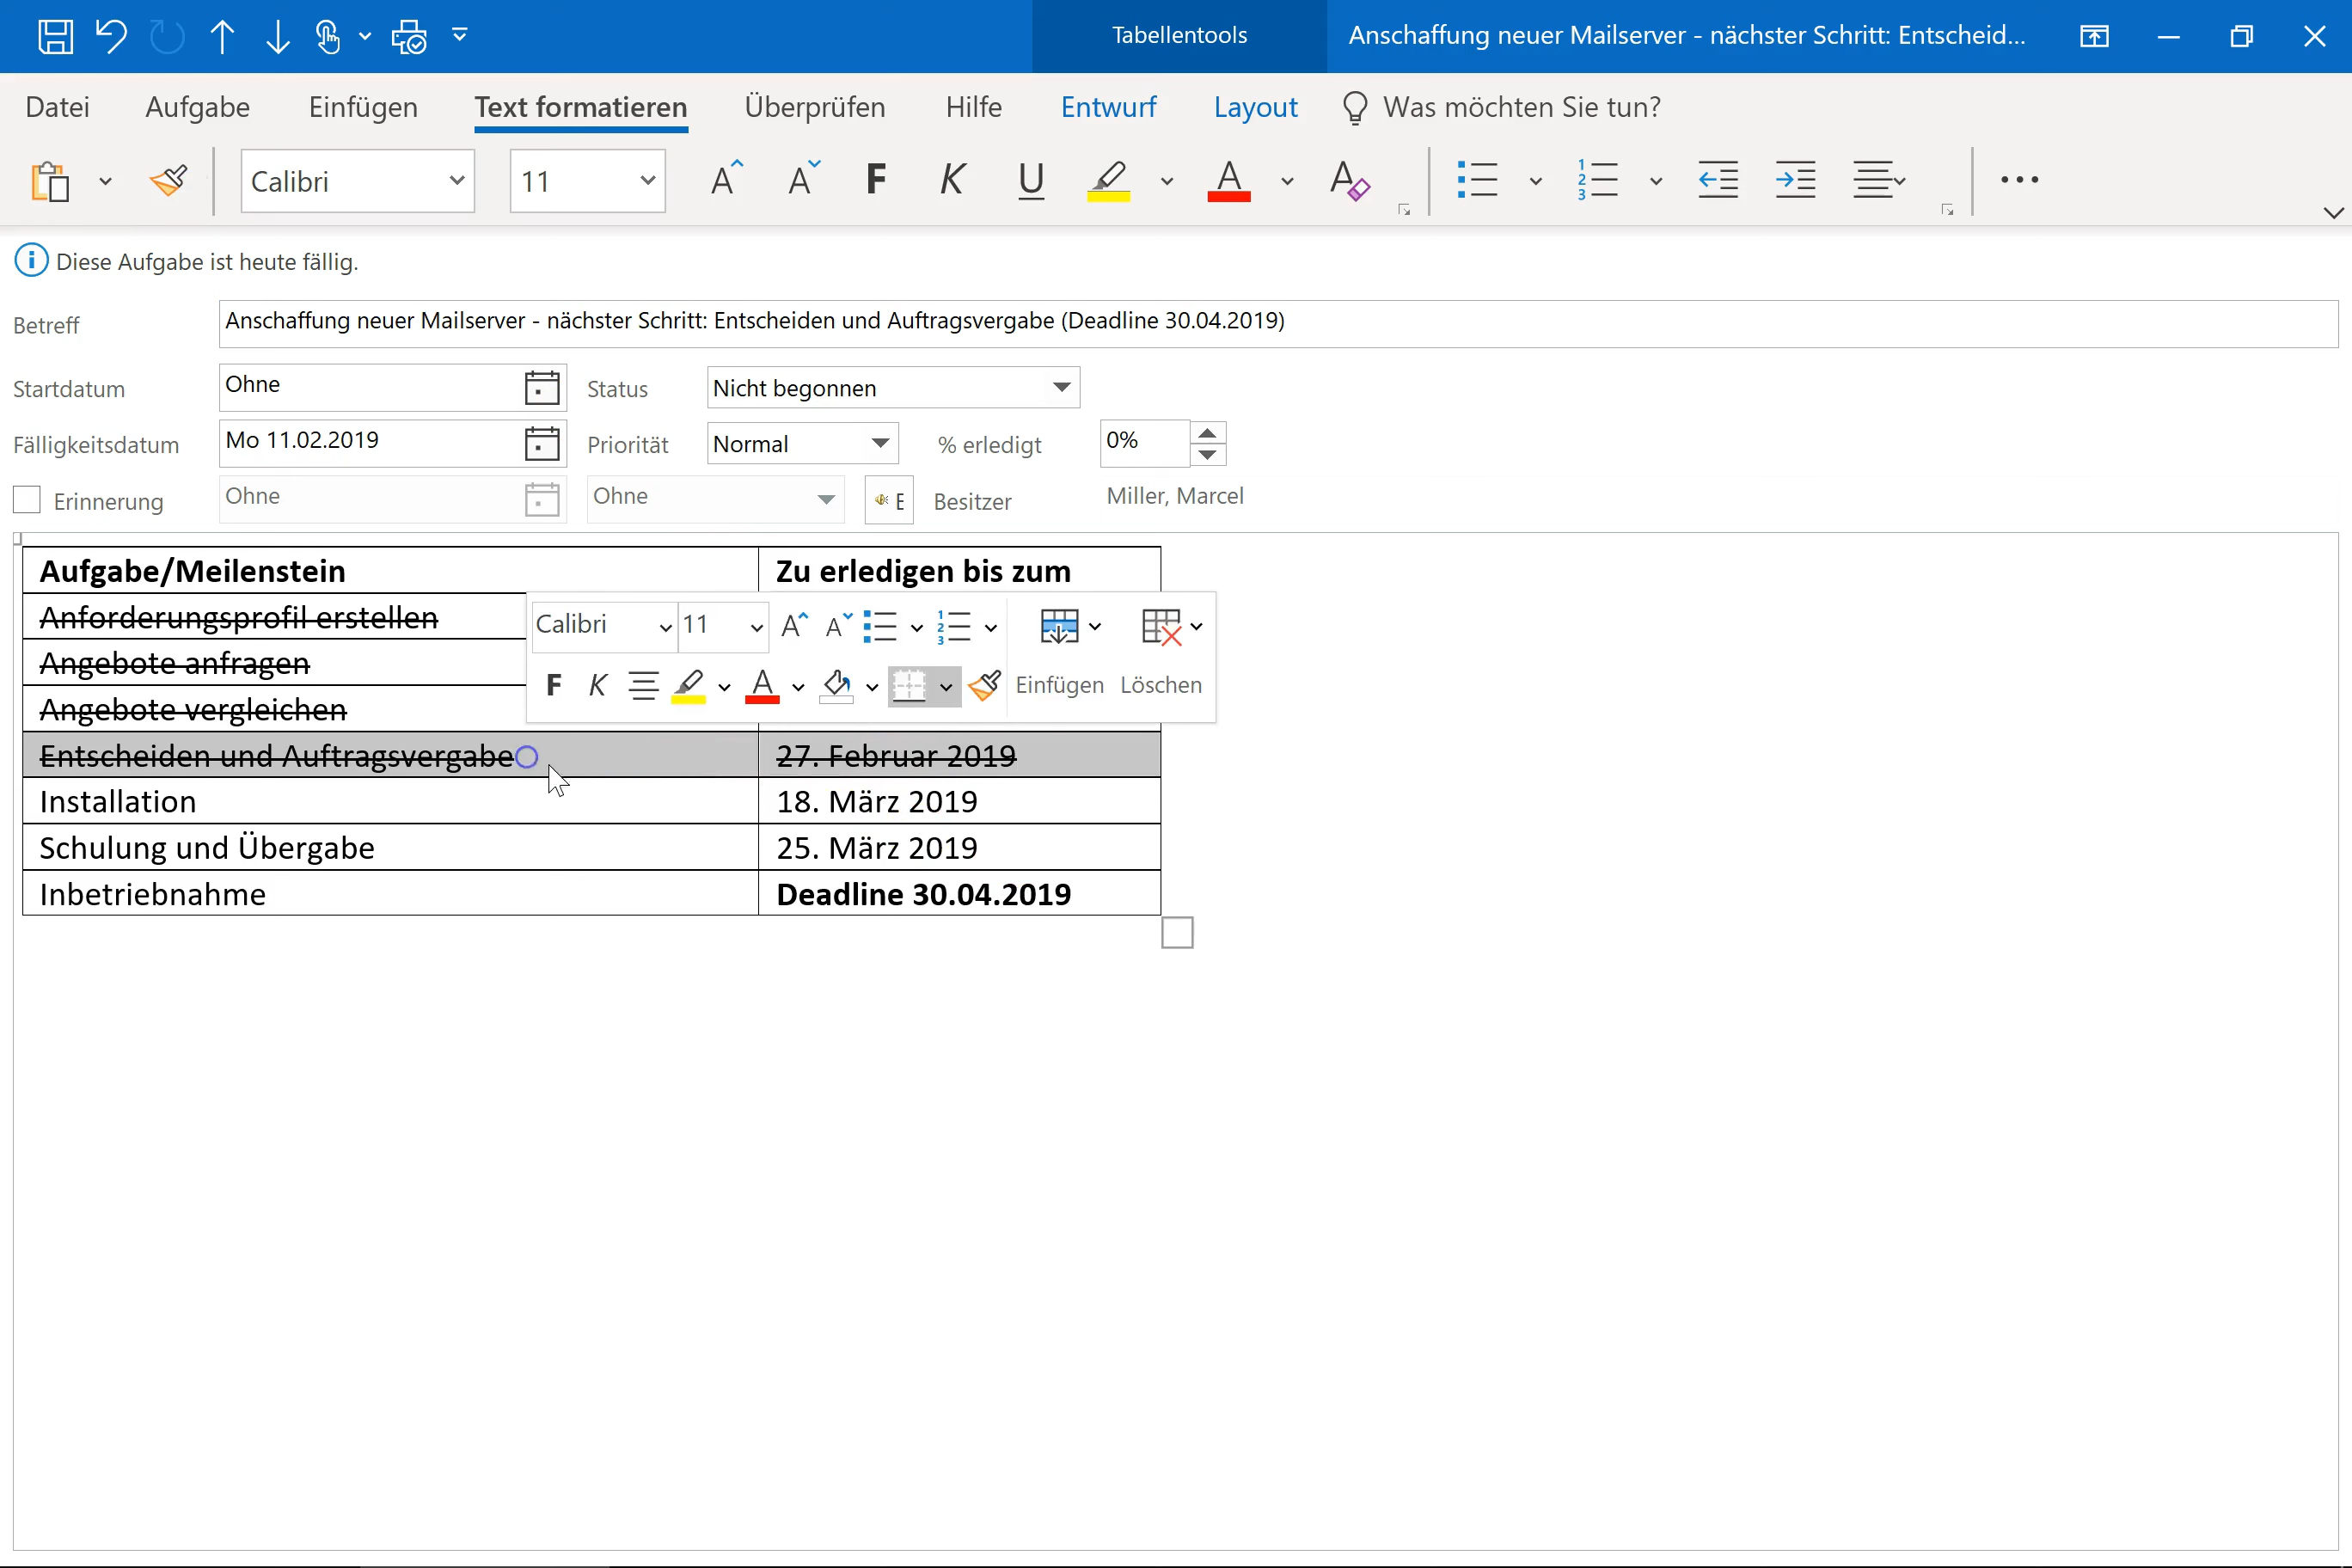 Tabellentools
Anschaffung neuer Mailserver - nächster Schritt: Entscheid...
Datei Aufgabe Einfügen Text formatieren Überprüfen Hilfe Entwurf Layout Was möchten Sie tun?
Calibri 11 F K U A A
Diese Aufgabe ist heute fällig.
Betreff Anschaffung neuer Mailserver - nächster Schritt: Entscheiden und Auftragsvergabe (Deadline 30.04.2019)
Startdatum Ohne Status Nicht begonnen
Fälligkeitsdatum Mo 11.02.2019 Priorität Normal % erledigt 0%
Erinnerung Ohne Ohne E Besitzer Miller, Marcel
Aufgabe/Meilenstein Zu erledigen bis zum
Anforderungsprofil erstellen
Angebote anfragen
Angebote vergleichen
Calibri 11 A A
F K A Einfügen Löschen
Entscheiden und Auftragsvergabe 27. Februar 2019
Installation 18. März 2019
Schulung und Übergabe 25. März 2019
Inbetriebnahme Deadline 30.04.2019